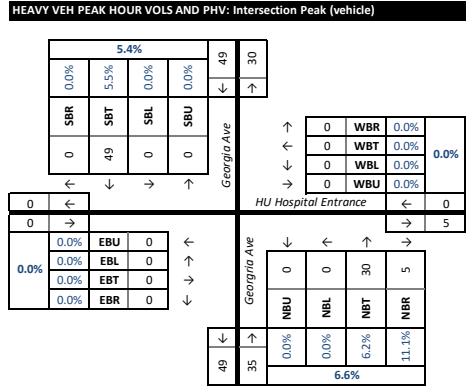 HEAVY VEH PEAK HOUR VOLS AND PHV: Intersection Peak (vehicle)
5.4%
49 30
0.0% 5.5% 0.0% 0.0%
↓ ↑
SBR SBT SBL SBU
Georgia Ave
0 49 0 0
← ↓ → ↑
↑ 0 WBR 0.0%
← 0 WBT 0.0%
↓ 0 WBL 0.0%
→ 0 WBU 0.0%
0.0%
0 ←
HU Hospital Entrance ← 0
0 →
→ 5
0.0%
0.0% EBU 0 ←
0.0% EBL 0 ↑
0.0% EBT 0 →
0.0% EBR 0 ↓
Georgria Ave
↓ ← ↑ →
0 0 30 5
NBU NBL NBT NBR
↓ ↑
0.0% 0.0% 6.2% 11.1%
49 35
6.6%